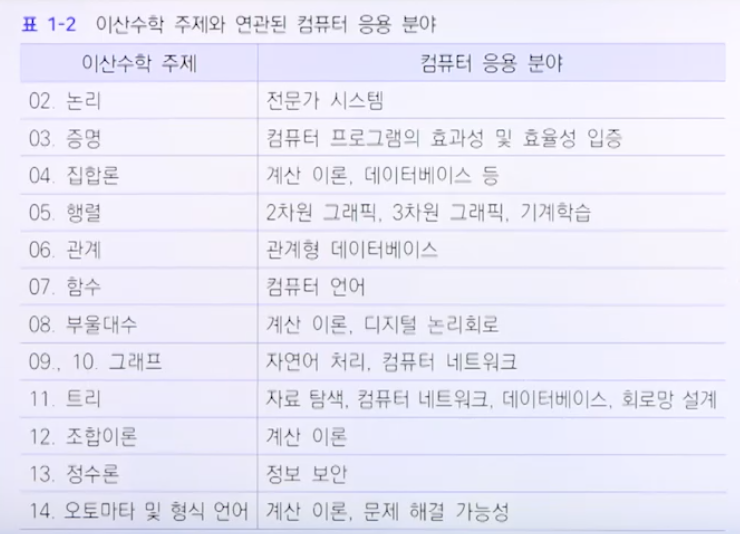 표 1-2 이산수학 주제와 연관된 컴퓨터 응용 분야
이산수학 주제 컴퓨터 응용 분야
02. 논리 전문가 시스템
03. 증명 컴퓨터 프로그램의 효과성 및 효율성 입증
04. 집합론 계산 이론, 데이터베이스 등
05. 행렬 2차원 그래픽, 3차원 그래픽, 기계학습
06. 관계 관계형 데이터베이스
07. 함수 컴퓨터 언어
08. 부울대수 계산 이론, 디지털 논리회로
09., 10. 그래프 자연어 처리, 컴퓨터 네트워크
11. 트리 자료 탐색, 컴퓨터 네트워크, 데이터베이스, 회로망 설계
12. 조합이론 계산 이론
13. 정수론 정보 보안
14. 오토마타 및 형식 언어 계산 이론, 문제 해결 가능성